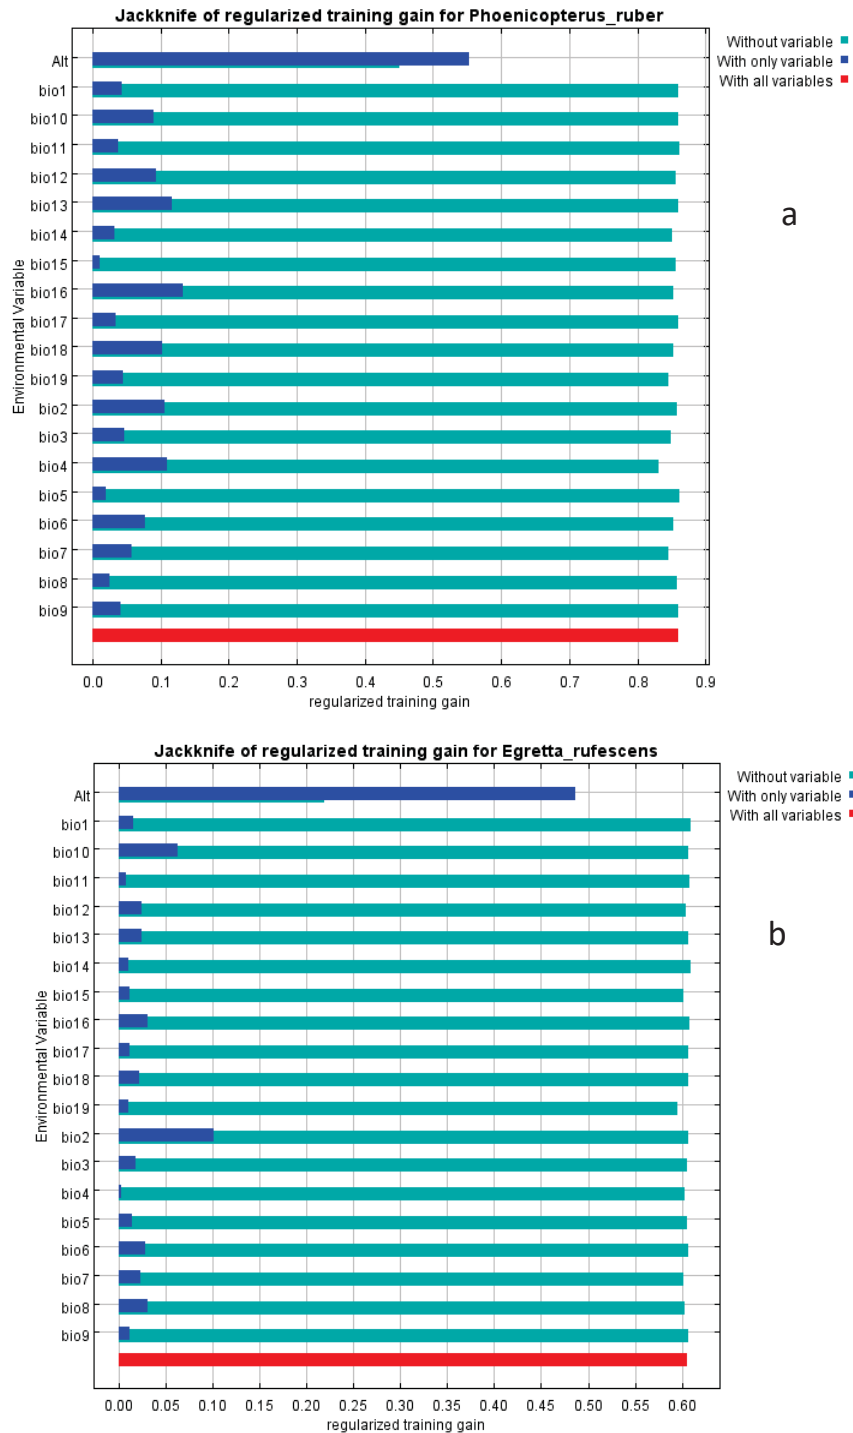 Jackknife of regularized training gain for Phoenicopterus_ruber
Without variable
With only variable
With all variables
Environmental Variable
Alt
bio1
bio10
bio11
bio12
bio13
bio14
bio15
bio16
bio17
bio18
bio19
bio2
bio3
bio4
bio5
bio6
bio7
bio8
bio9
0.0 0.1 0.2 0.3 0.4 0.5 0.6 0.7 0.8 0.9
regularized training gain
a
Jackknife of regularized training gain for Egretta_rufescens
Without variable
With only variable
With all variables
Environmental Variable
Alt
bio1
bio10
bio11
bio12
bio13
bio14
bio15
bio16
bio17
bio18
bio19
bio2
bio3
bio4
bio5
bio6
bio7
bio8
bio9
0.00 0.05 0.10 0.15 0.20 0.25 0.30 0.35 0.40 0.45 0.50 0.55 0.60
regularized training gain
b